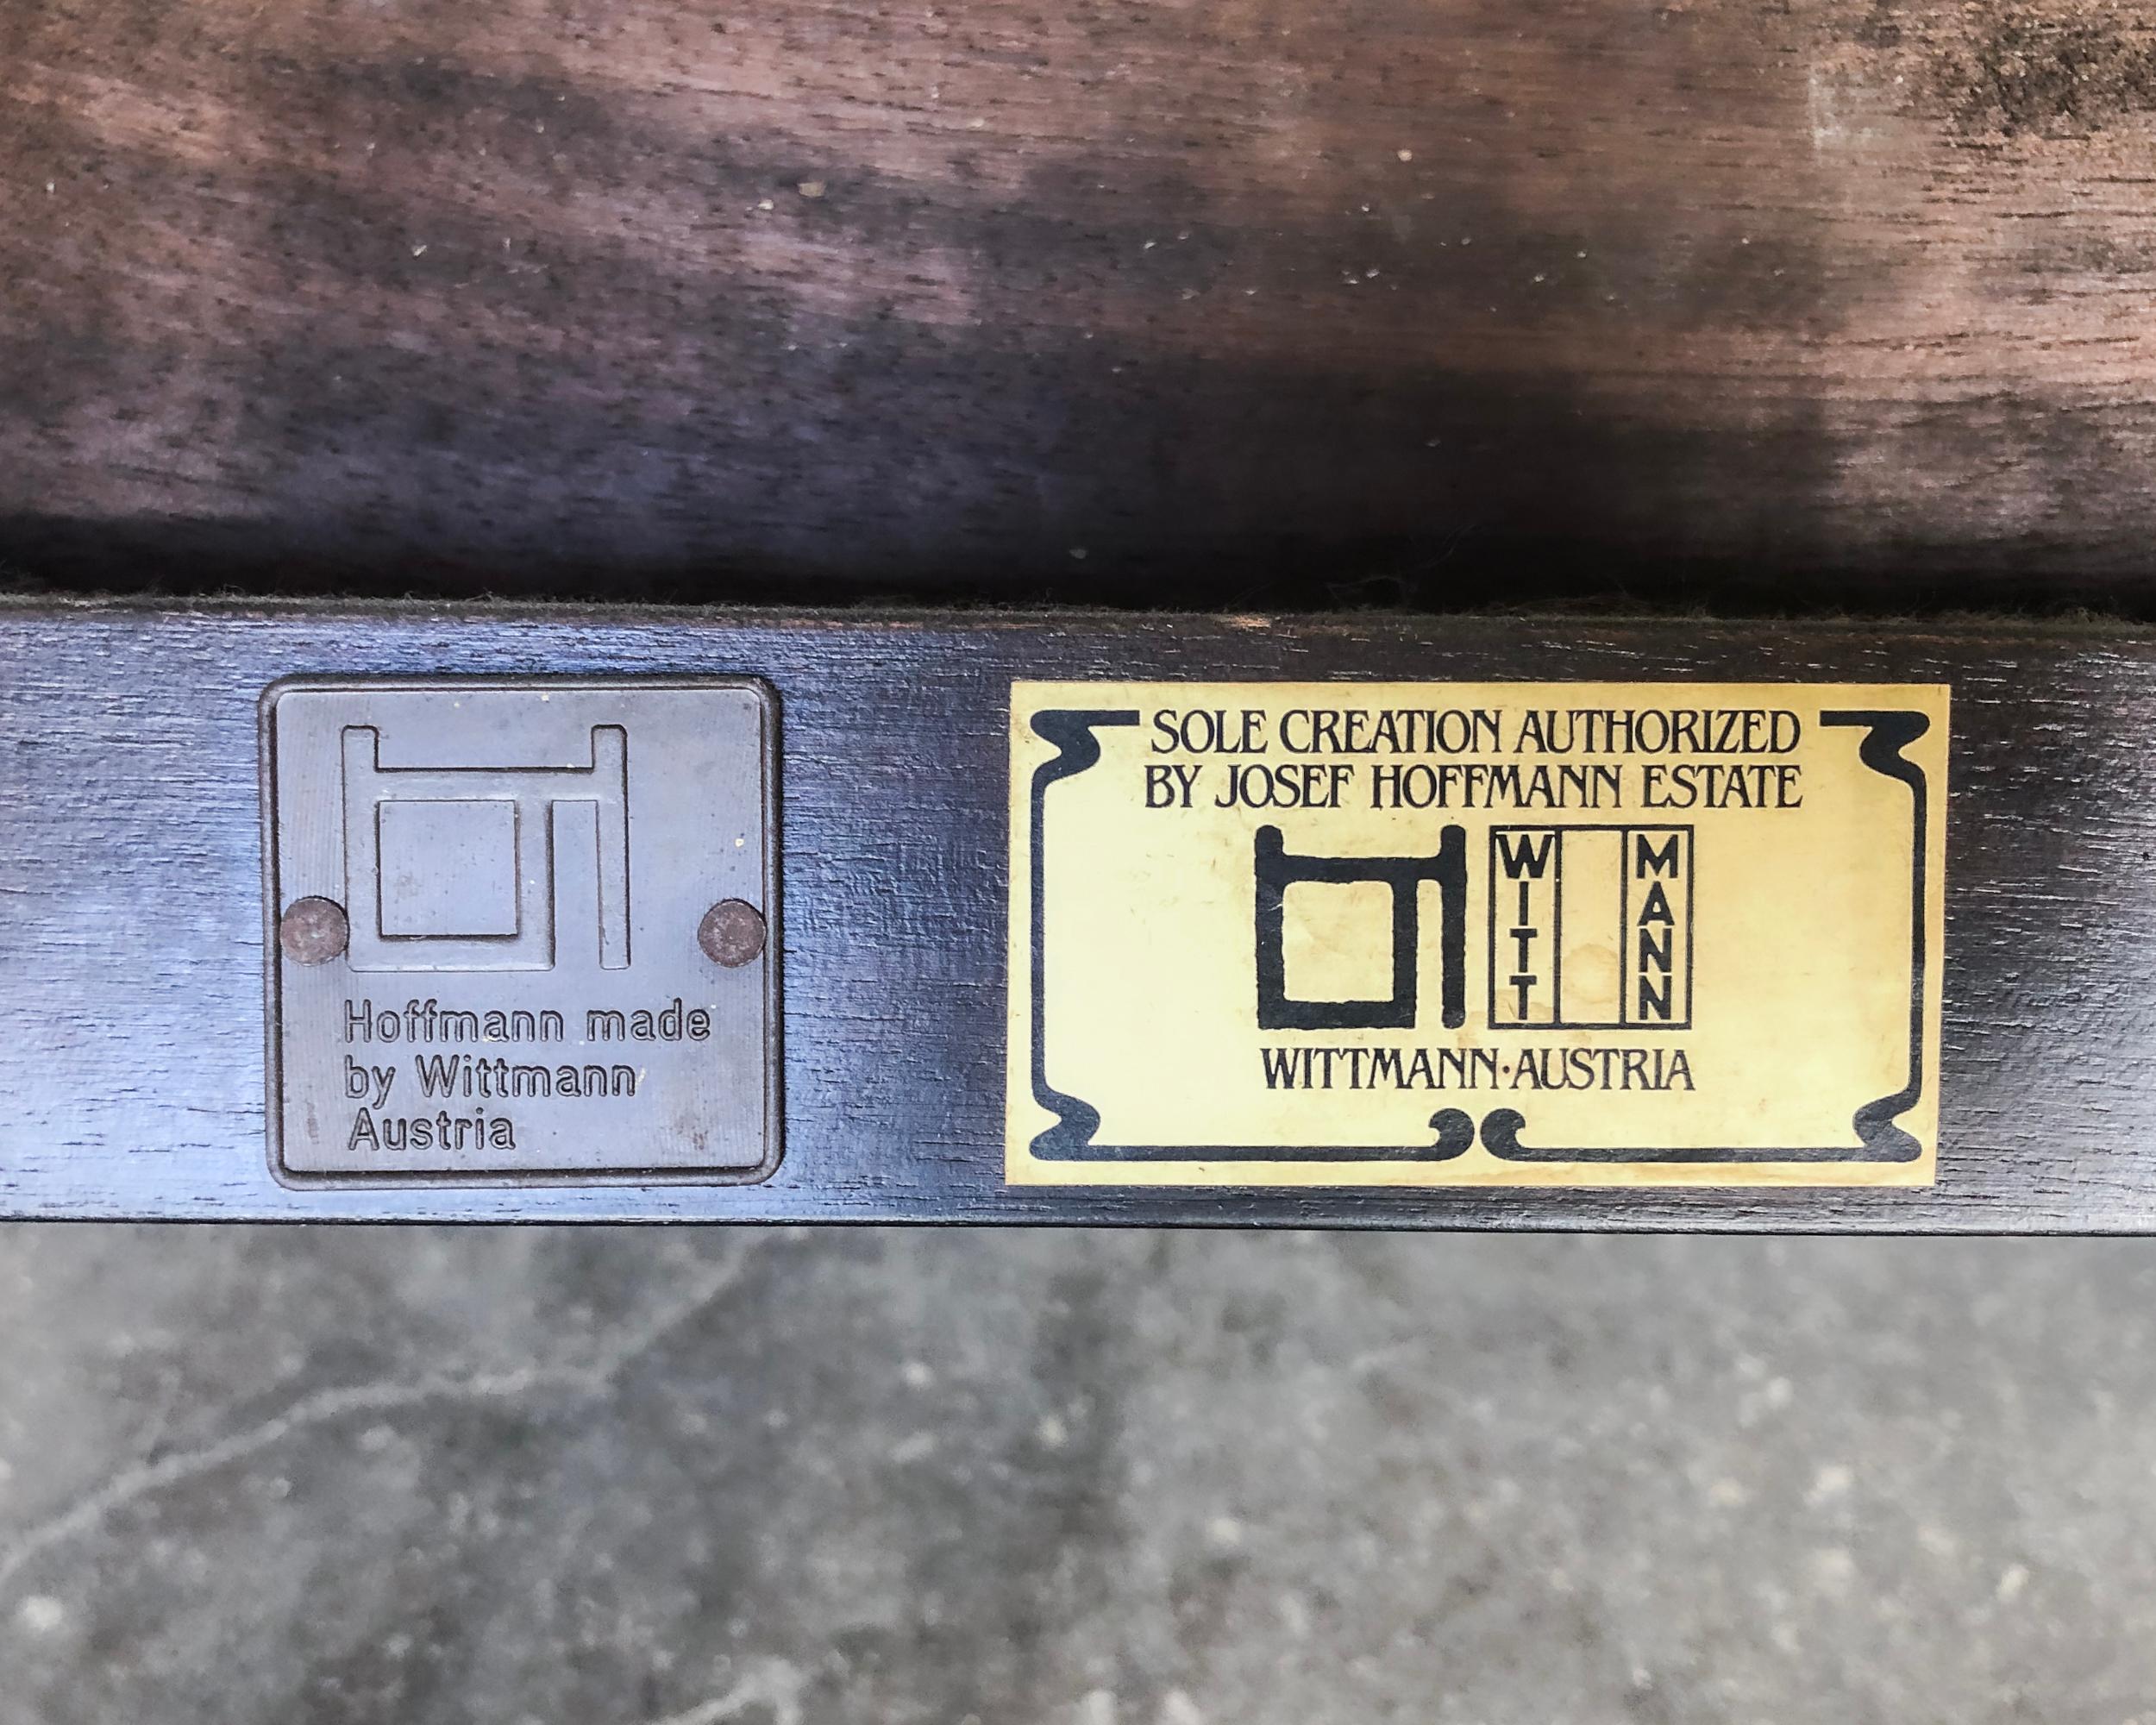 Hoffmann made
by Wittmann
Austria
SOLE CREATION AUTHORIZED
BY JOSEF HOFFMANN ESTATE
WITT MANN
WITTMANN·AUSTRIA